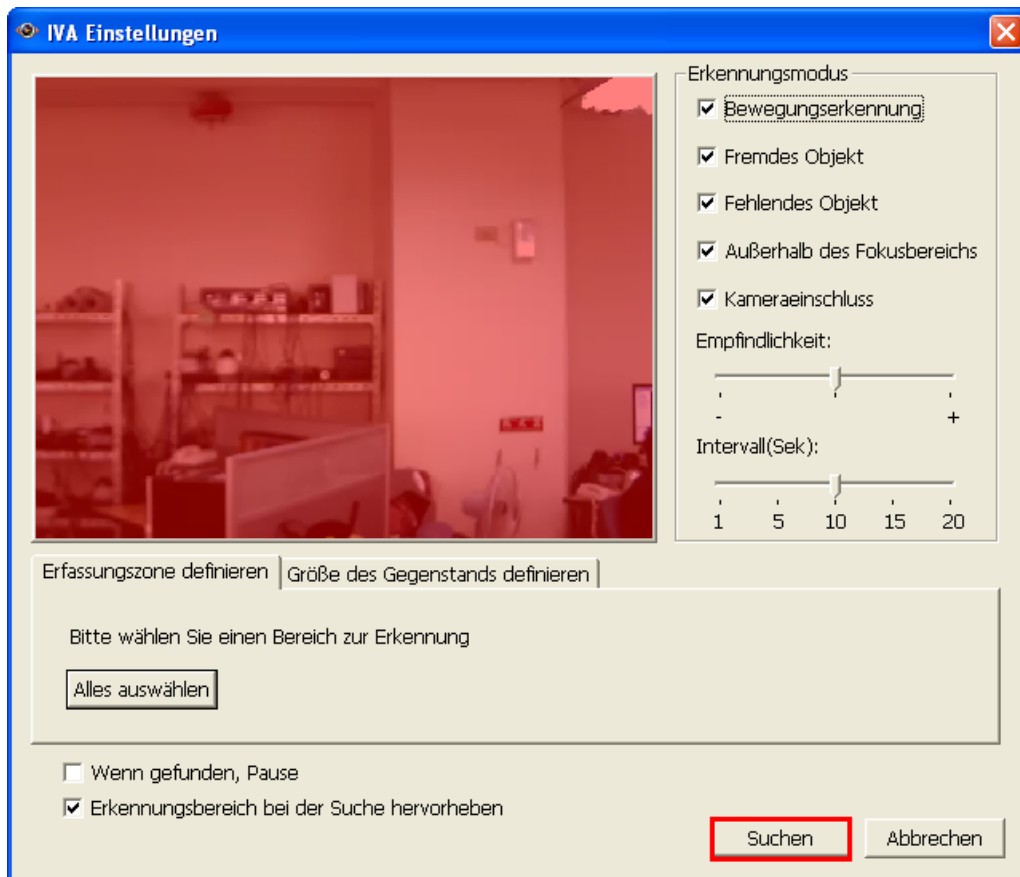 IVA Einstellungen
Erkennungsmodus
Bewegungserkennung
Fremdes Objekt
Fehlendes Objekt
Außerhalb des Fokusbereichs
Kameraeinschluss
Empfindlichkeit:
- +
Intervall(Sek):
1 5 10 15 20
Erfassungszone definieren Größe des Gegenstands definieren
Bitte wählen Sie einen Bereich zur Erkennung
Alles auswählen
Wenn gefunden, Pause
Erkennungsbereich bei der Suche hervorheben
Suchen Abbrechen